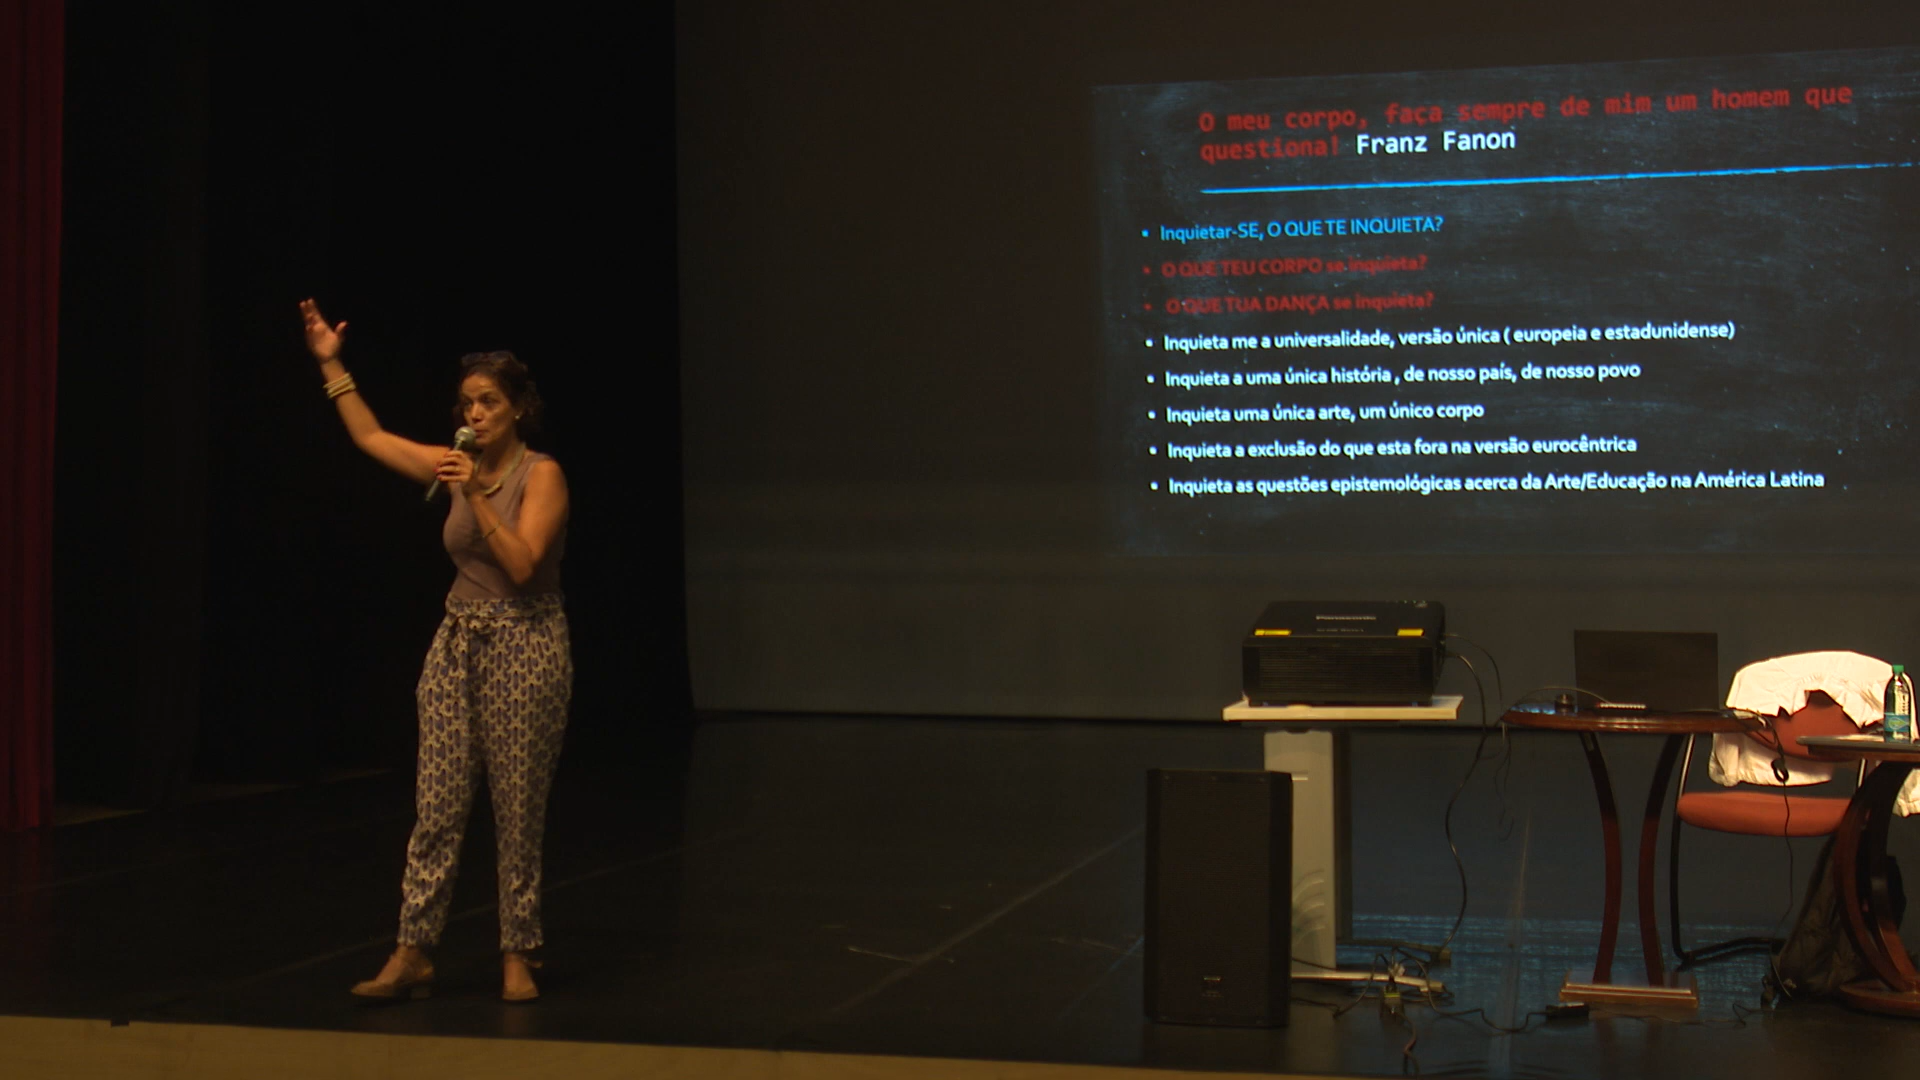 O meu corpo, faça sempre de mim um homem que
questiona! Franz Fanon
• Inquietar-SE, O QUE TE INQUIETA?
• O QUE TEU CORPO se inquieta?
• O QUE TUA DANÇA se inquieta?
• Inquieta me a universalidade, versão única ( europeia e estadunidense)
• Inquieta a uma única história , de nosso país, de nosso povo
• Inquieta uma única arte, um único corpo
• Inquieta a exclusão do que esta fora na versão eurocêntrica
• Inquieta as questões epistemológicas acerca da Arte/Educação na América Latina
Panasonic